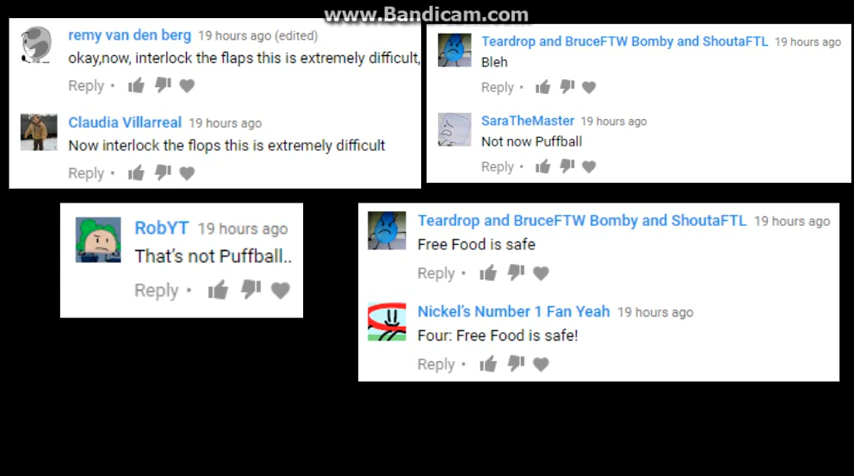 www.Bandicam.com
remy van den berg 19 hours ago (edited)
okay,now, interlock the flaps this is extremely difficult,
Reply
Claudia Villarreal 19 hours ago
Now interlock the flops this is extremely difficult
Reply
Teardrop and BruceFTW Bomby and ShoutaFTL 19 hours ago
Bleh
Reply
SaraTheMaster 19 hours ago
Not now Puffball
Reply
RobYT 19 hours ago
That's not Puffball..
Reply
Teardrop and BruceFTW Bomby and ShoutaFTL 19 hours ago
Free Food is safe
Reply
Nickel's Number 1 Fan Yeah 19 hours ago
Four: Free Food is safe!
Reply